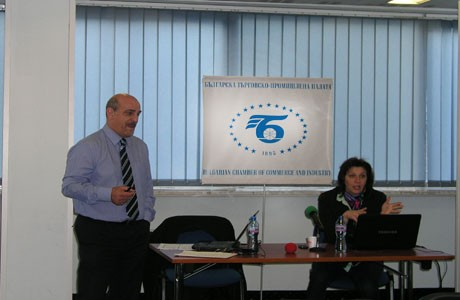 БЪЛГАРСКА ТЪРГОВСКО-ПРОМИШЛЕНА ПАЛАТА
1895
BULGARIAN CHAMBER OF COMMERCE AND INDUSTRY